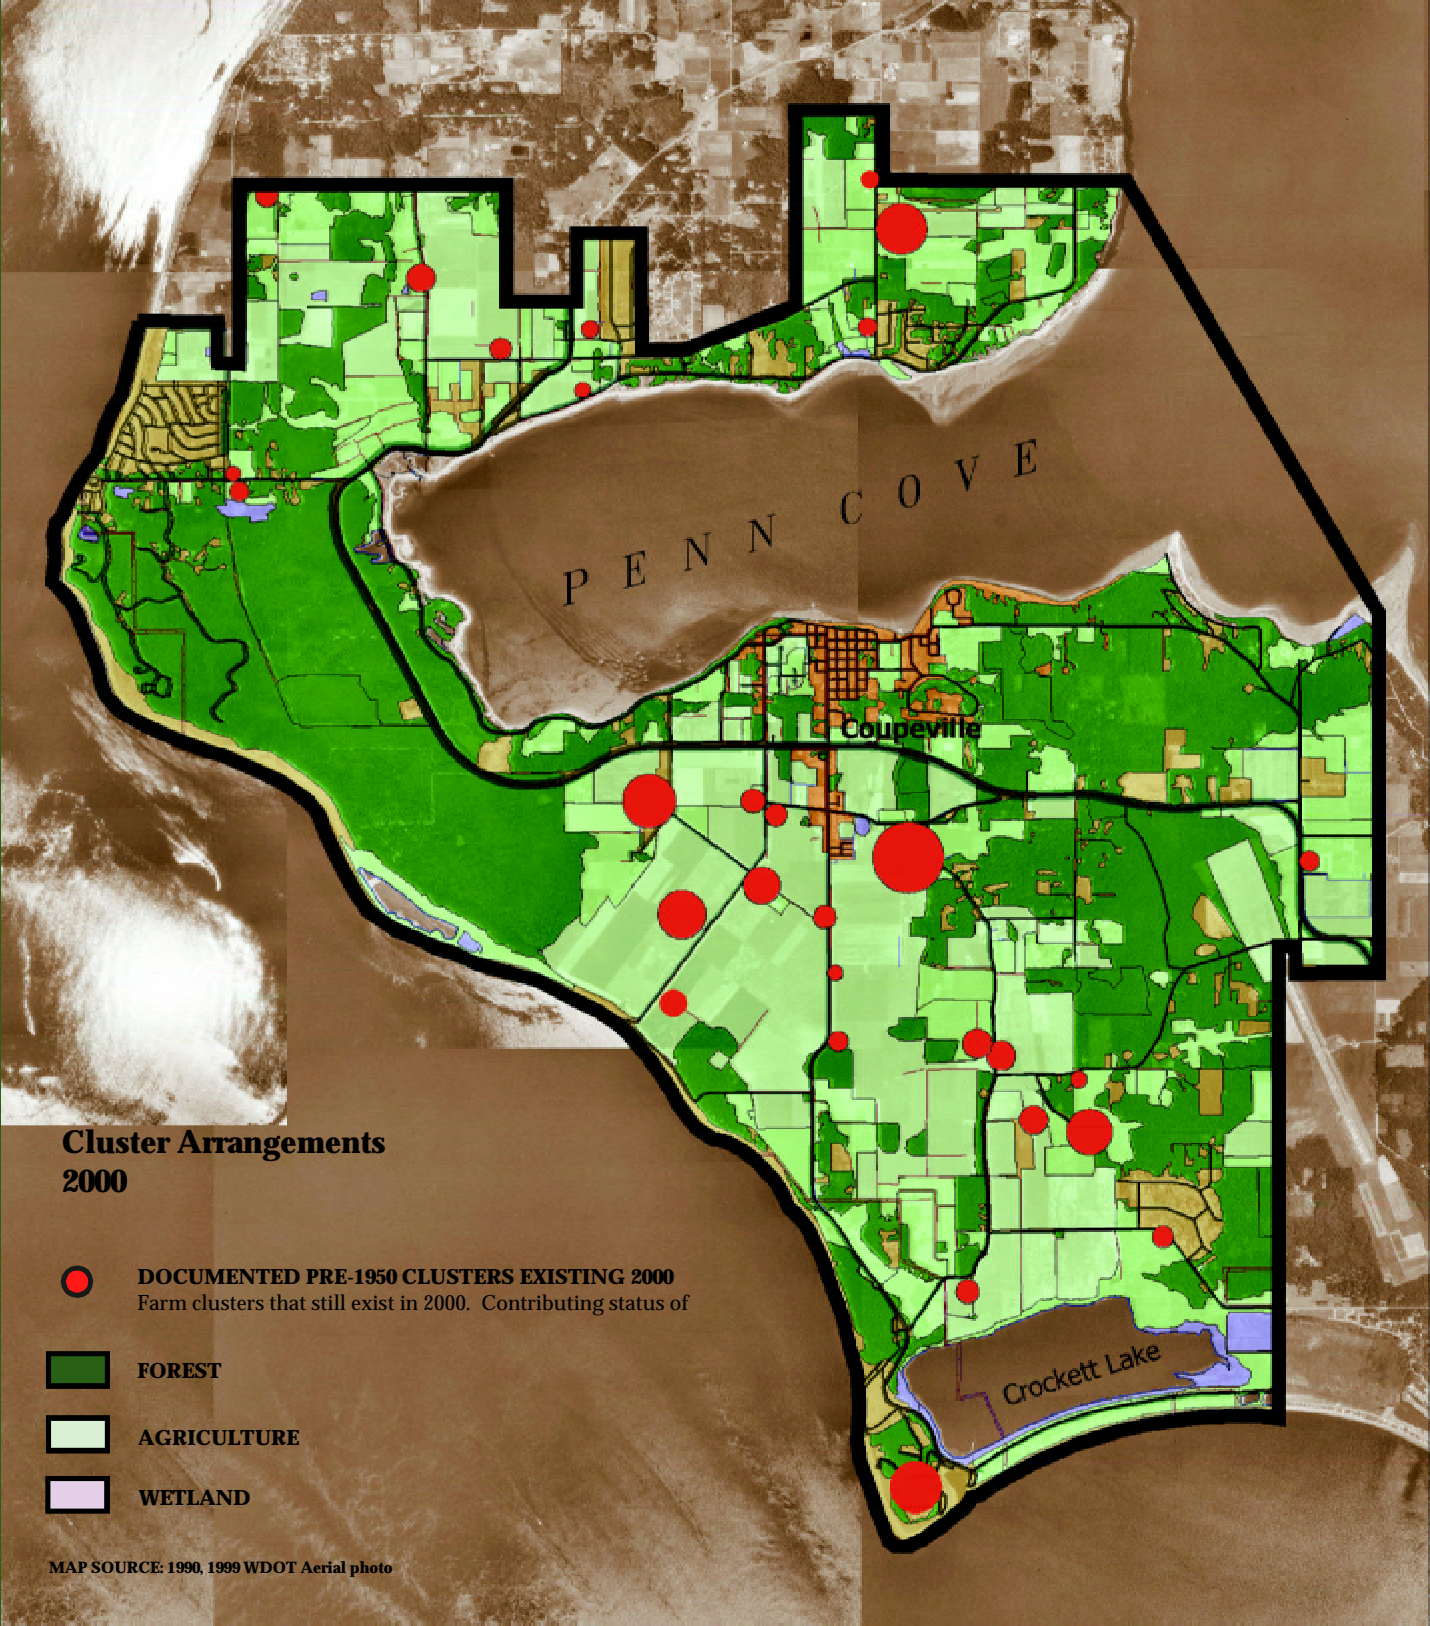 PENN COVE
Coupeville
Crockett Lake
Cluster Arrangements
2000
DOCUMENTED PRE-1950 CLUSTERS EXISTING 2000
Farm clusters that still exist in 2000.  Contributing status of
FOREST
AGRICULTURE
WETLAND
MAP SOURCE: 1990, 1999 WDOT Aerial photo